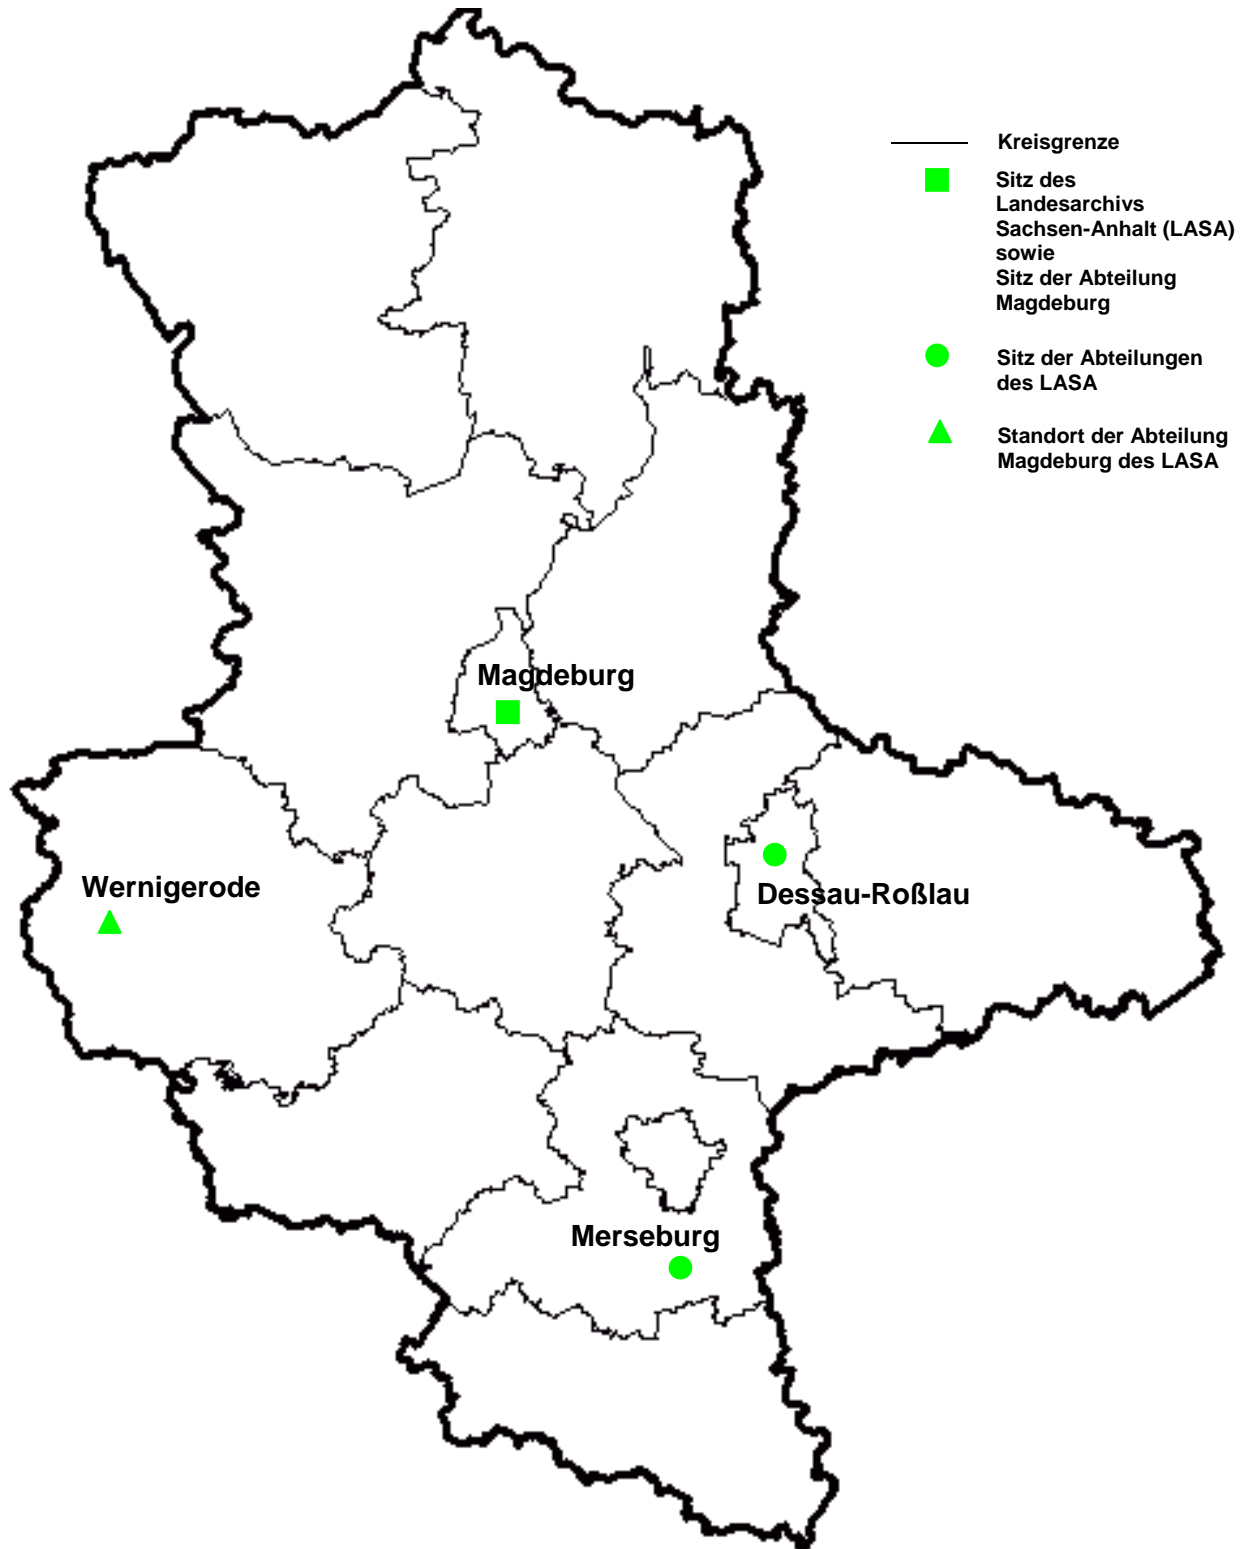 Kreisgrenze
Sitz des
Landesarchivs
Sachsen-Anhalt (LASA)
sowie
Sitz der Abteilung
Magdeburg
Sitz der Abteilungen
des LASA
Standort der Abteilung
Magdeburg des LASA
Magdeburg
Wernigerode
Dessau-Roßlau
Merseburg